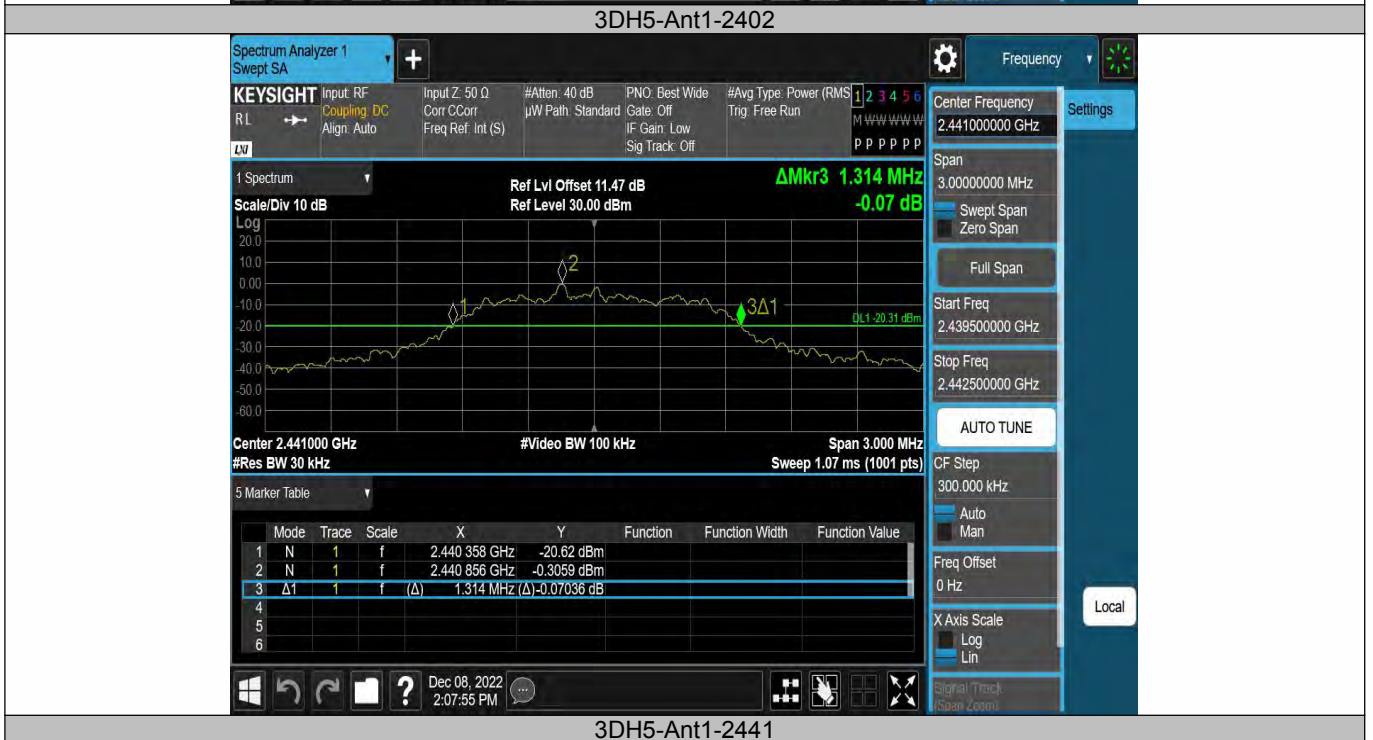 3DH5-Ant1-2402
Spectrum Analyzer 1
Swept SA
Frequency
KEYSIGHT
RL
LXI
Input: RF
Coupling: DC
Align: Auto
Input Z: 50 Ω
Corr CCorr
Freq Ref: Int (S)
#Atten: 40 dB
µW Path: Standard
PNO: Best Wide
Gate: Off
IF Gain: Low
Sig Track: Off
#Avg Type: Power (RMS
Trig: Free Run
1 2 3 4 5 6
M W W W W W
P P P P P P
1 Spectrum
Scale/Div 10 dB
Ref Lvl Offset 11.47 dB
Ref Level 30.00 dBm
ΔMkr3 1.314 MHz
-0.07 dB
Log
20.0
10.0
0.00
-10.0
-20.0
-30.0
-40.0
-50.0
-60.0
1
2
3Δ1
DL1 -20.31 dBm
Center 2.441000 GHz
#Video BW 100 kHz
Span 3.000 MHz
#Res BW 30 kHz
Sweep 1.07 ms (1001 pts)
5 Marker Table
Mode Trace Scale X Y Function Function Width Function Value
1 N 1 f 2.440 358 GHz -20.62 dBm
2 N 1 f 2.440 856 GHz -0.3059 dBm
3 Δ1 1 f (Δ) 1.314 MHz (Δ) -0.07036 dB
4
5
6
?
Dec 08, 2022
2:07:55 PM
Center Frequency
2.441000000 GHz
Settings
Span
3.00000000 MHz
Swept Span
Zero Span
Full Span
Start Freq
2.439500000 GHz
Stop Freq
2.442500000 GHz
AUTO TUNE
CF Step
300.000 kHz
Auto
Man
Freq Offset
0 Hz
X Axis Scale
Log
Lin
Signal Track
(Span Zoom)
Local
3DH5-Ant1-2441